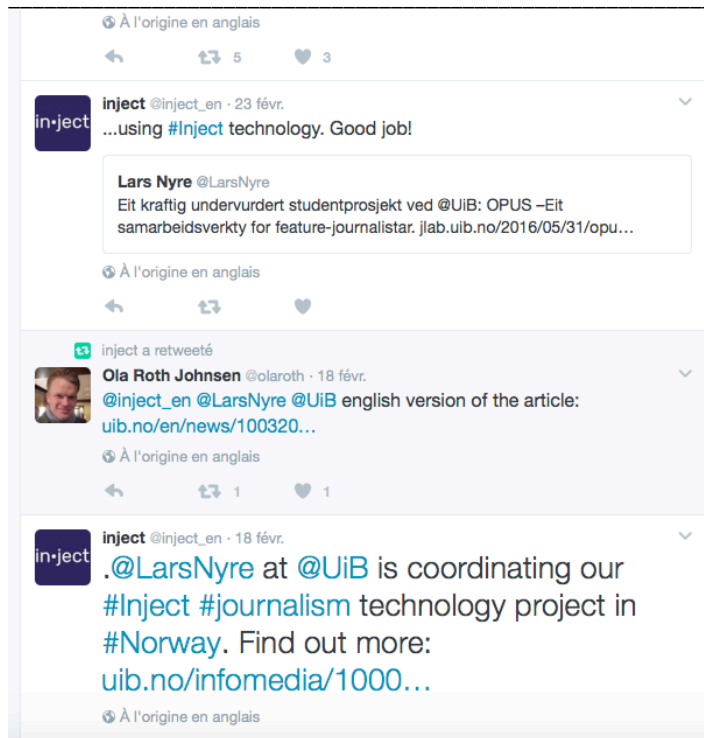 À l'origine en anglais
5 3
inject @inject_en · 23 févr.
in•ject
...using #Inject technology. Good job!
Lars Nyre @LarsNyre
Eit kraftig undervurdert studentprosjekt ved @UiB: OPUS –Eit
samarbeidsverkty for feature-journalistar. jlab.uib.no/2016/05/31/opu…
À l'origine en anglais
inject a retweeté
Ola Roth Johnsen @olaroth · 18 févr.
@inject_en @LarsNyre @UiB english version of the article:
uib.no/en/news/100320…
À l'origine en anglais
1 1
inject @inject_en · 18 févr.
in•ject
.@LarsNyre at @UiB is coordinating our
#Inject #journalism technology project in
#Norway. Find out more:
uib.no/infomedia/1000…
À l'origine en anglais